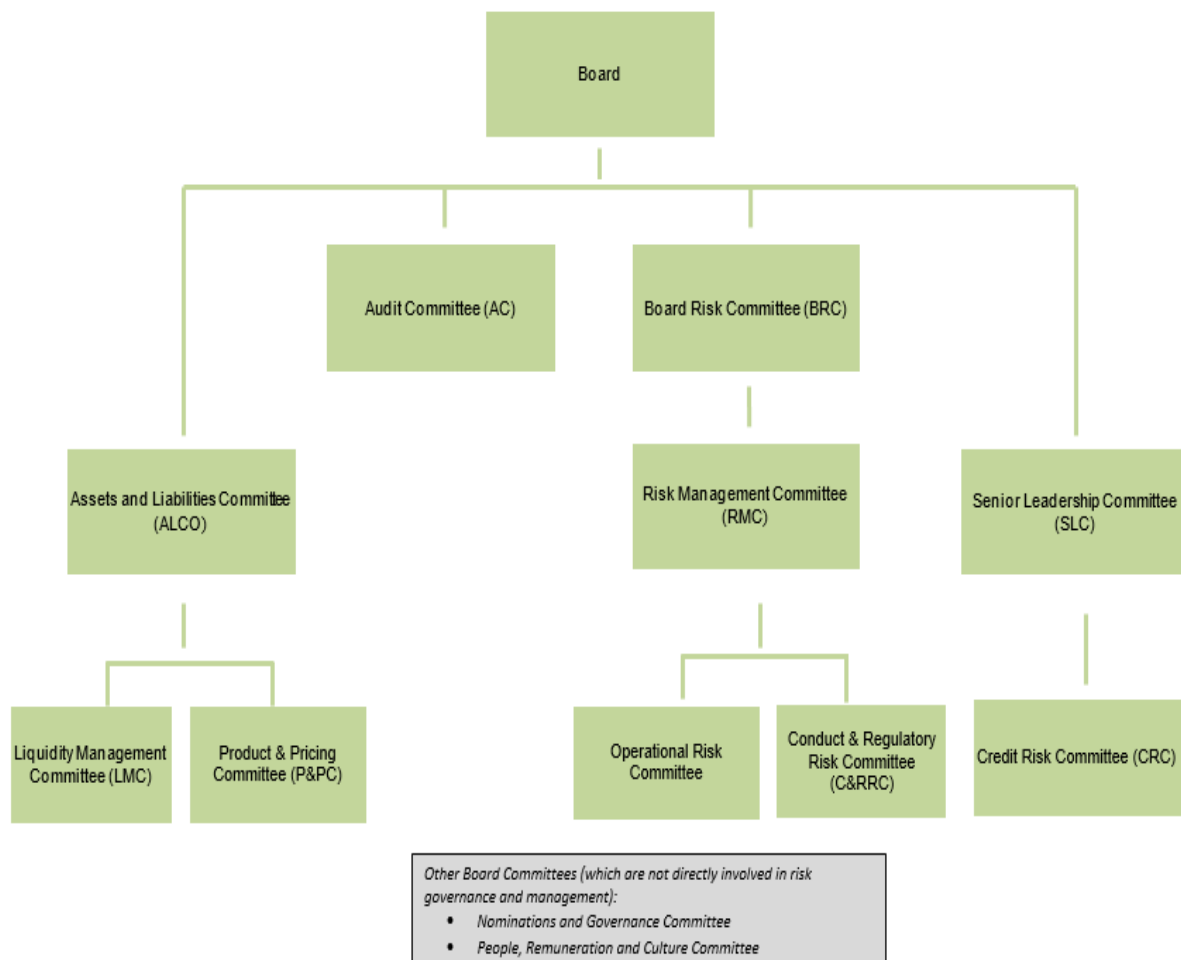 Board
Audit Committee (AC)
Board Risk Committee (BRC)
Assets and Liabilities Committee
(ALCO)
Risk Management Committee
(RMC)
Senior Leadership Committee
(SLC)
Liquidity Management
Committee (LMC)
Product & Pricing
Committee (P&PC)
Operational Risk
Committee
Conduct & Regulatory
Risk Committee
(C&RRC)
Credit Risk Committee (CRC)
Other Board Committees (which are not directly involved in risk
governance and management):
• Nominations and Governance Committee
• People, Remuneration and Culture Committee